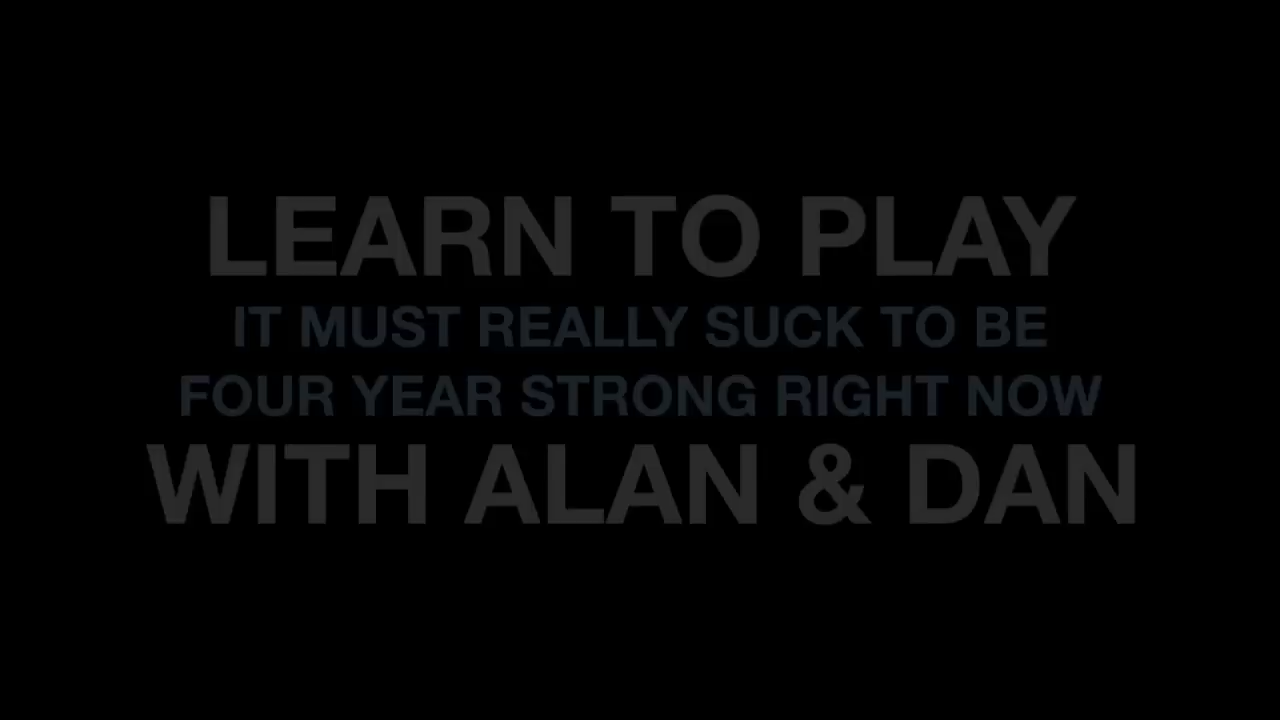 LEARN TO PLAY
IT MUST REALLY SUCK TO BE
FOUR YEAR STRONG RIGHT NOW
WITH ALAN & DAN